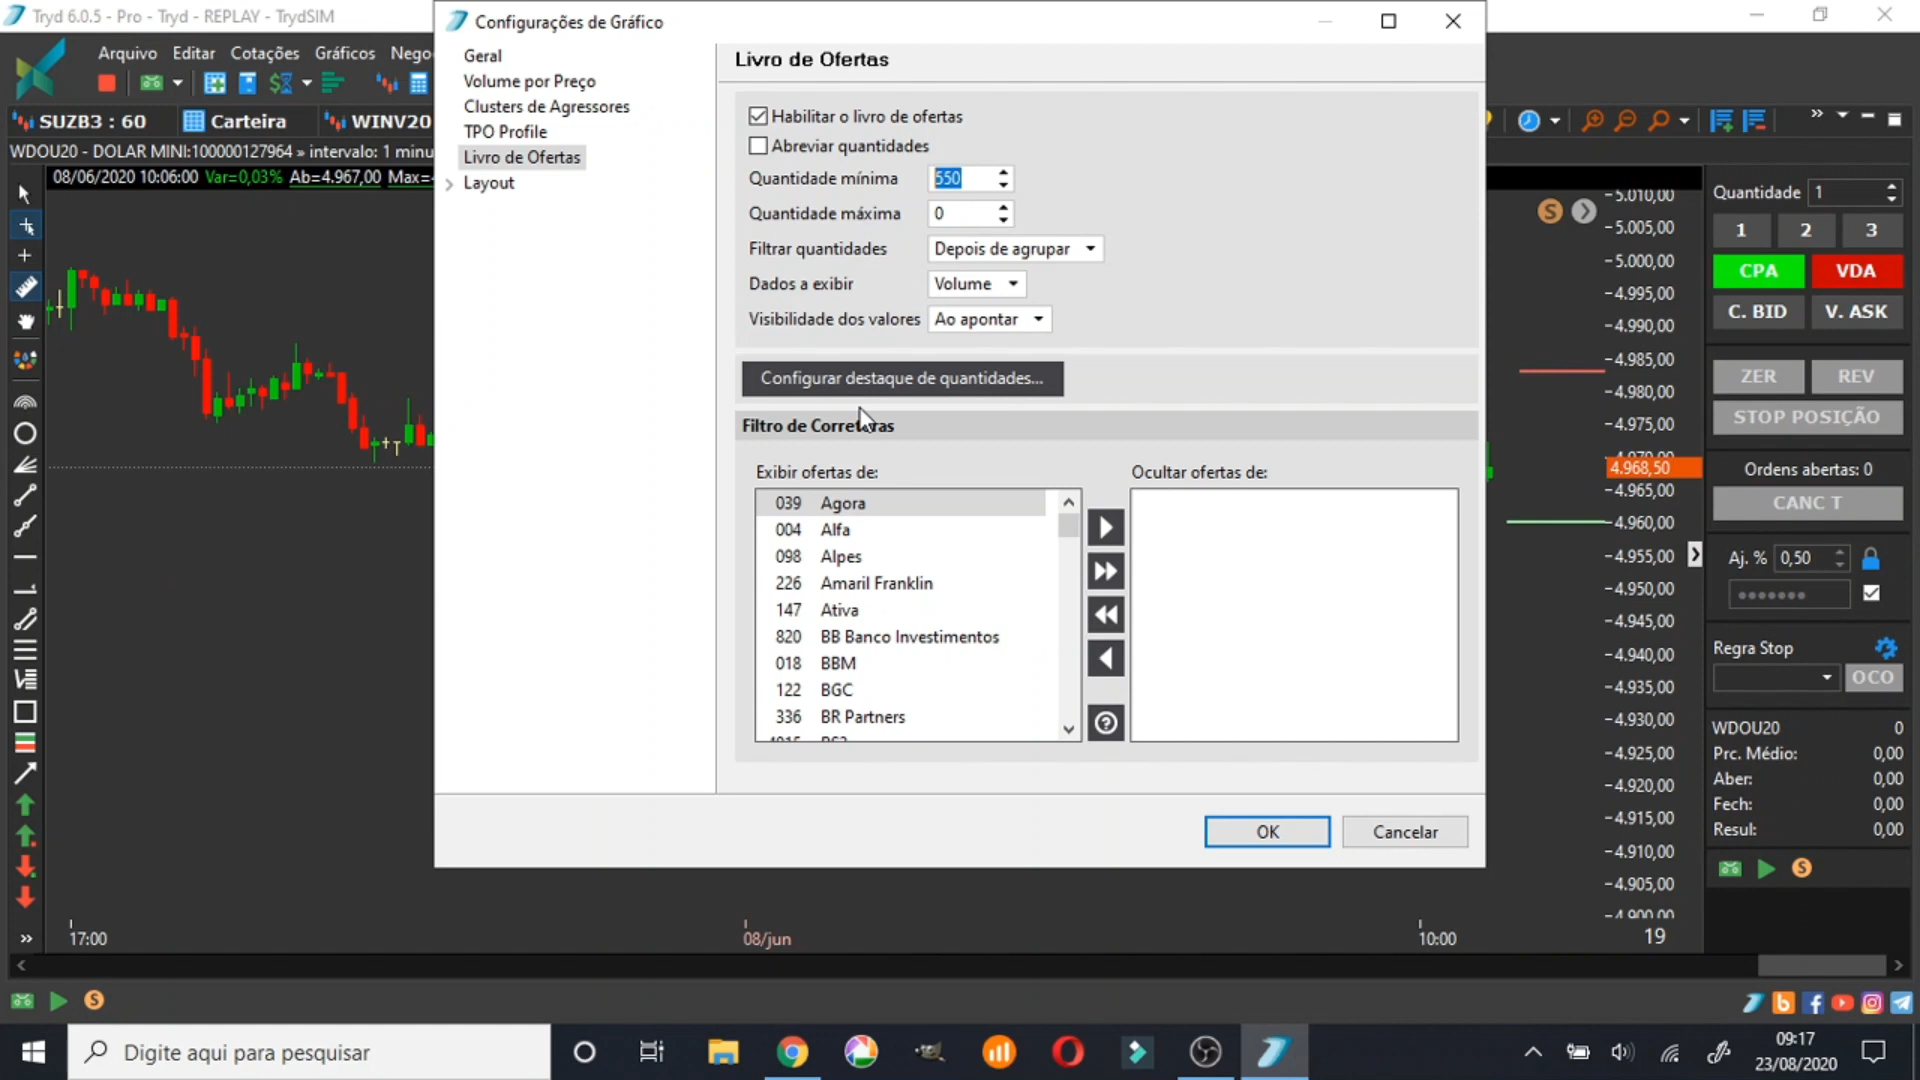 Tryd 6.0.5 - Pro - Tryd - REPLAY - TrydSIM
Arquivo Editar Cotações Gráficos Nego
SUZB3 : 60
Carteira
WINV20
WDOU20 - DOLAR MINI:100000127964 » intervalo: 1 minu
08/06/2020 10:06:00 Var=0,03% Ab=4.967,00 Max=
Configurações de Gráfico
Geral
Volume por Preço
Clusters de Agressores
TPO Profile
Livro de Ofertas
Layout
Livro de Ofertas
Habilitar o livro de ofertas
Abreviar quantidades
Quantidade mínima 550
Quantidade máxima 0
Filtrar quantidades Depois de agrupar
Dados a exibir Volume
Visibilidade dos valores Ao apontar
Configurar destaque de quantidades...
Filtro de Corretoras
Exibir ofertas de:
039 Agora
004 Alfa
098 Alpes
226 Amaril Franklin
147 Ativa
820 BB Banco Investimentos
018 BBM
122 BGC
336 BR Partners
Ocultar ofertas de:
OK
Cancelar
5.010,00
5.005,00
5.000,00
4.995,00
4.990,00
4.985,00
4.980,00
4.975,00
4.970,00
4.968,50
4.965,00
4.960,00
4.955,00
4.950,00
4.945,00
4.940,00
4.935,00
4.930,00
4.925,00
4.920,00
4.915,00
4.910,00
4.905,00
4.900,00
17:00
08/jun
10:00
19
Quantidade 1
1 2 3
CPA VDA
C. BID V. ASK
ZER REV
STOP POSIÇÃO
Ordens abertas: 0
CANC T
Aj. % 0,50
Regra Stop
OCO
WDOU20 0
Prc. Médio: 0,00
Aber: 0,00
Fech: 0,00
Resul: 0,00
Digite aqui para pesquisar
09:17
23/08/2020